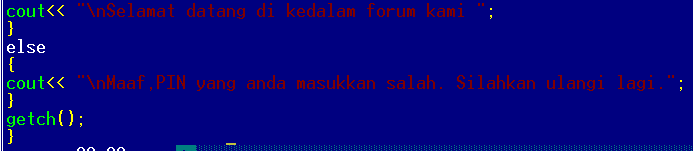 cout<< "\nSelamat datang di kedalam forum kami ";
}
else
{
cout<< "\nMaaf,PIN yang anda masukkan salah. Silahkan ulangi lagi.";
}
getch();
}